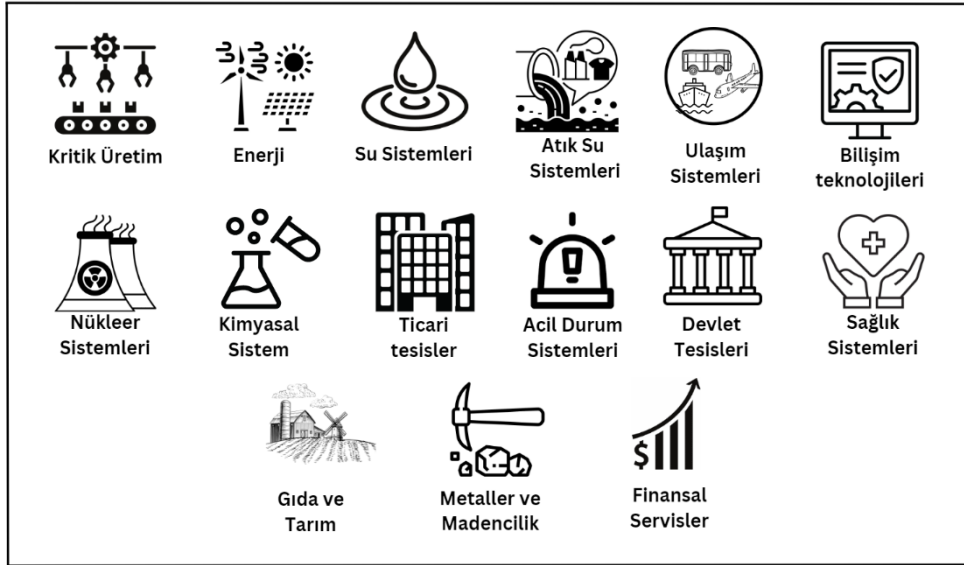 Kritik Üretim
Enerji
Su Sistemleri
Atık Su
Sistemleri
Ulaşım
Sistemleri
Bilişim
teknolojileri
Nükleer
Sistemleri
Kimyasal
Sistem
Ticari
tesisler
Acil Durum
Sistemleri
Devlet
Tesisleri
Sağlık
Sistemleri
Gıda ve
Tarım
Metaller ve
Madencilik
$
Finansal
Servisler